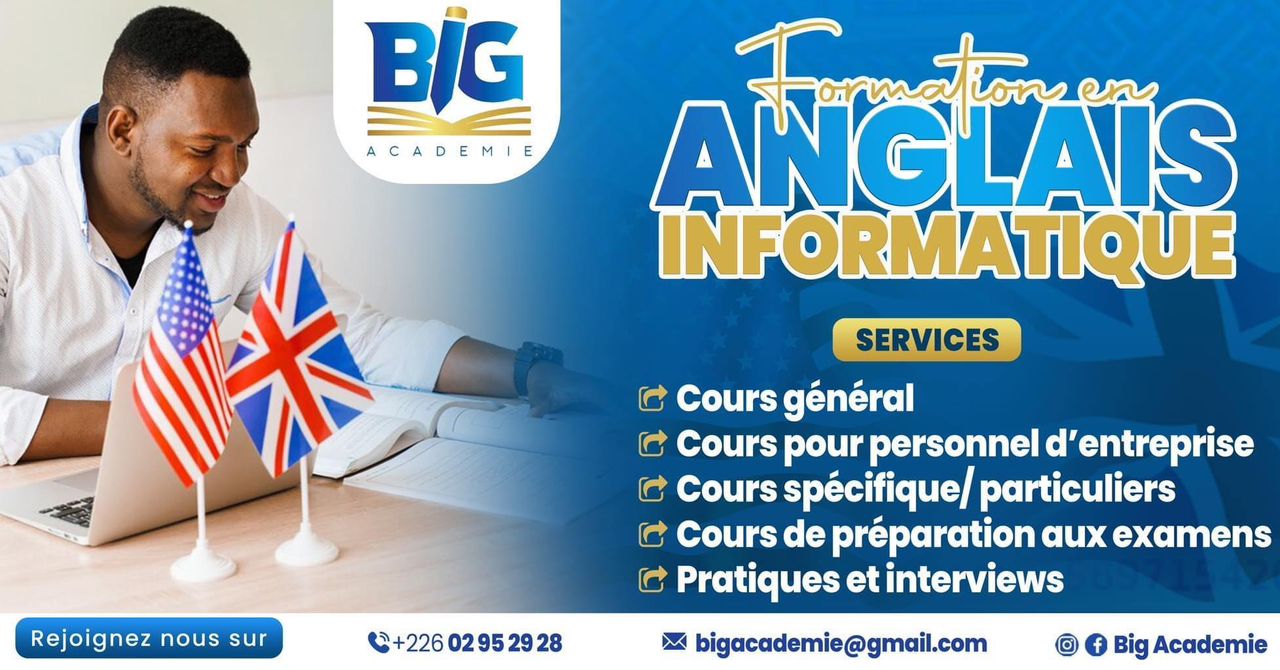 BIG
ACADEMIE
Formation en
ANGLAIS
INFORMATIQUE
SERVICES
Cours général
Cours pour personnel d’entreprise
Cours spécifique/ particuliers
Cours de préparation aux examens
Pratiques et interviews
Rejoignez nous sur
+226 02 95 29 28
bigacademie@gmail.com
Big Academie